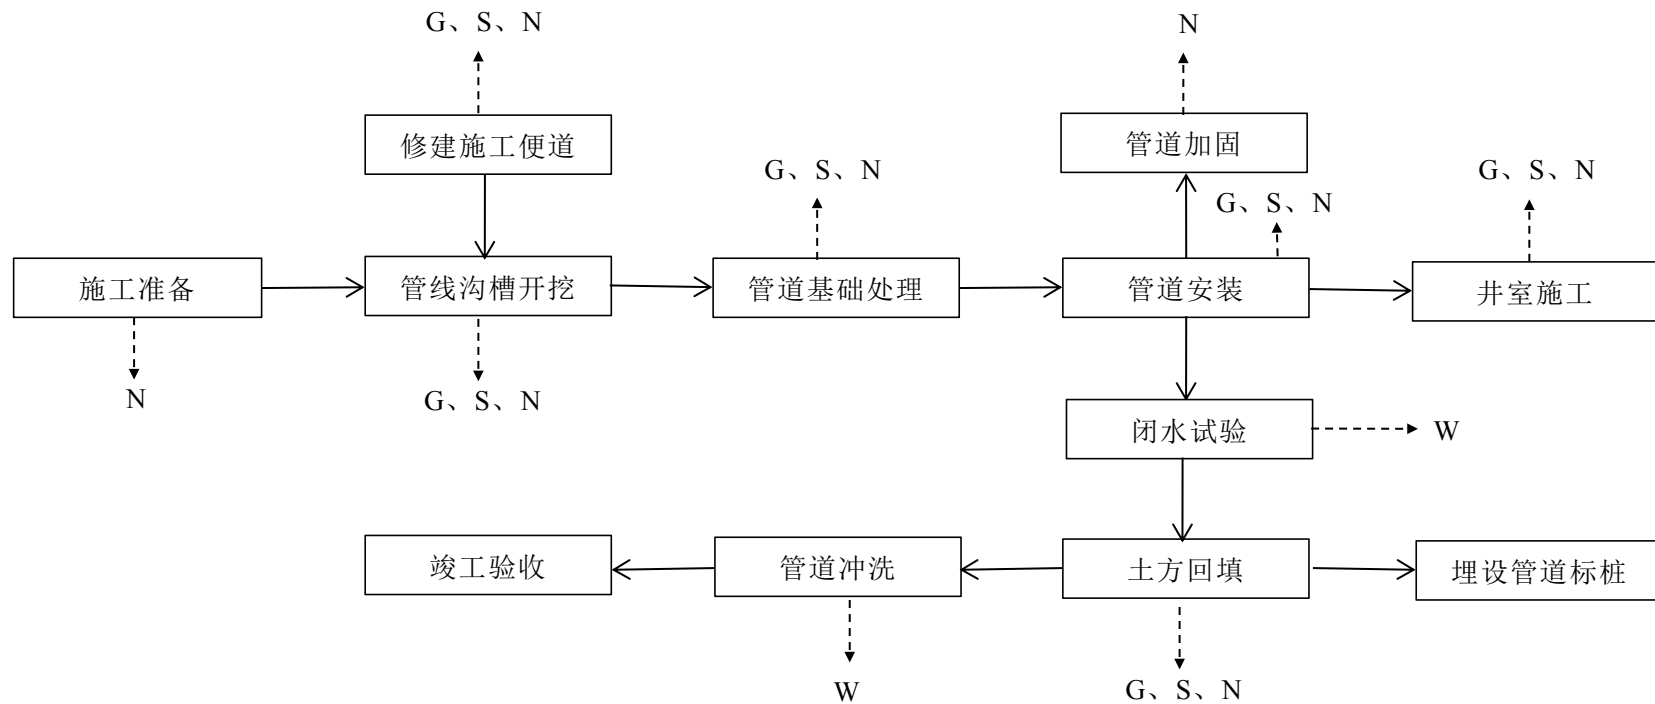 G、S、N
N
修建施工便道
管道加固
G、S、N
G、S、N
G、S、N
施工准备
管线沟槽开挖
管道基础处理
管道安装
井室施工
N
G、S、N
闭水试验
W
竣工验收
管道冲洗
土方回填
埋设管道标桩
W
G、S、N